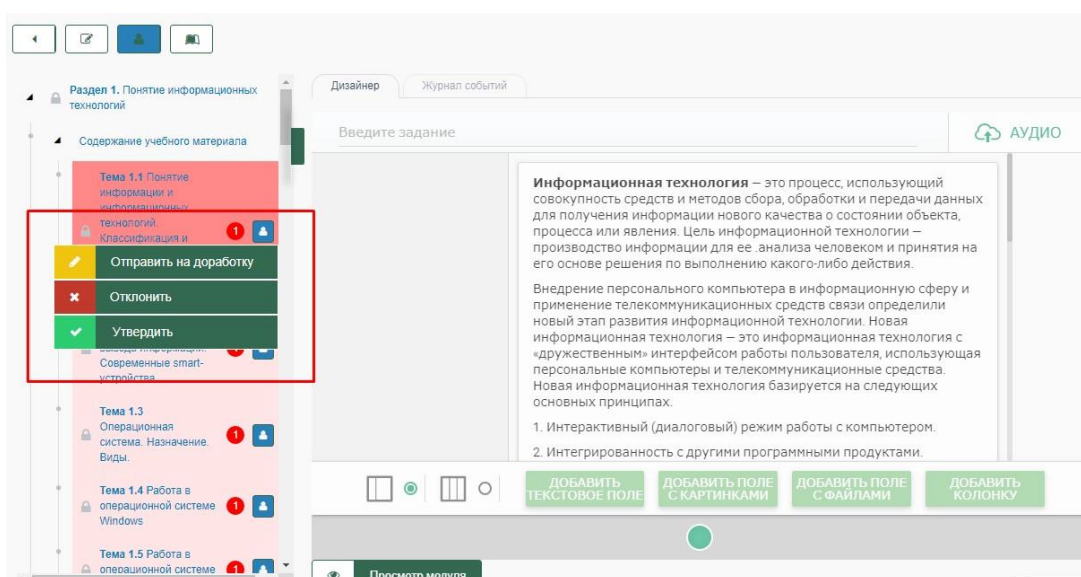 Раздел 1. Понятие информационных
технологий
Содержание учебного материала
Тема 1.1 Понятие
информации и
информационных
технологий.
Классификация и
1
Отправить на доработку
Отклонить
Утвердить
вывода информации.
1
Современные smart-
устройства
Тема 1.3
Операционная
система. Назначение.
Виды.
1
Тема 1.4 Работа в
операционной системе
Windows
1
Тема 1.5 Работа в
операционной системе
1
Дизайнер
Журнал событий
Введите задание
АУДИО
Информационная технология – это процесс, использующий
совокупность средств и методов сбора, обработки и передачи данных
для получения информации нового качества о состоянии объекта,
процесса или явления. Цель информационной технологии –
производство информации для ее .анализа человеком и принятия на
его основе решения по выполнению какого-либо действия.
Внедрение персонального компьютера в информационную сферу и
применение телекоммуникационных средств связи определили
новый этап развития информационной технологии. Новая
информационная технология – это информационная технология с
«дружественным» интерфейсом работы пользователя, использующая
персональные компьютеры и телекоммуникационные средства.
Новая информационная технология базируется на следующих
основных принципах.
1. Интерактивный (диалоговый) режим работы с компьютером.
2. Интегрированность с другими программными продуктами.
ДОБАВИТЬ
ТЕКСТОВОЕ ПОЛЕ
ДОБАВИТЬ ПОЛЕ
С КАРТИНКАМИ
ДОБАВИТЬ ПОЛЕ
С ФАЙЛАМИ
ДОБАВИТЬ
КОЛОНКУ
Просмотр модуля